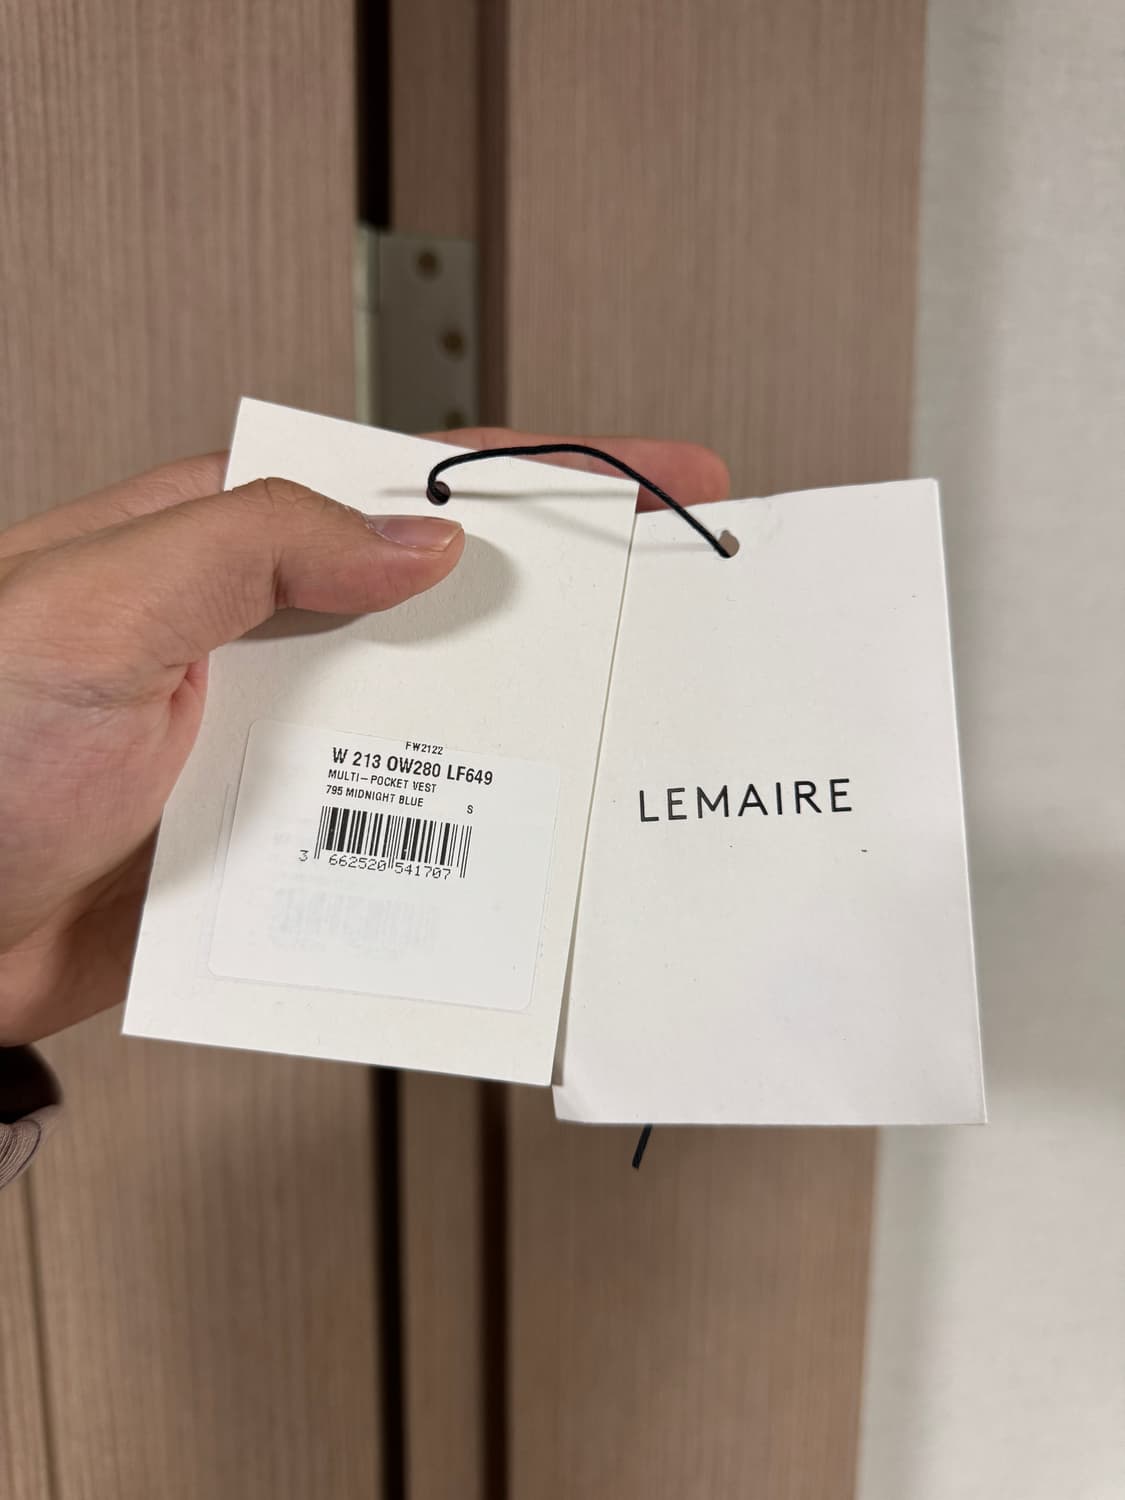 FW2122
W 213 OW280 LF649
MULTI-POCKET VEST
795 MIDNIGHT BLUE S
3 662520 541707
LEMAIRE